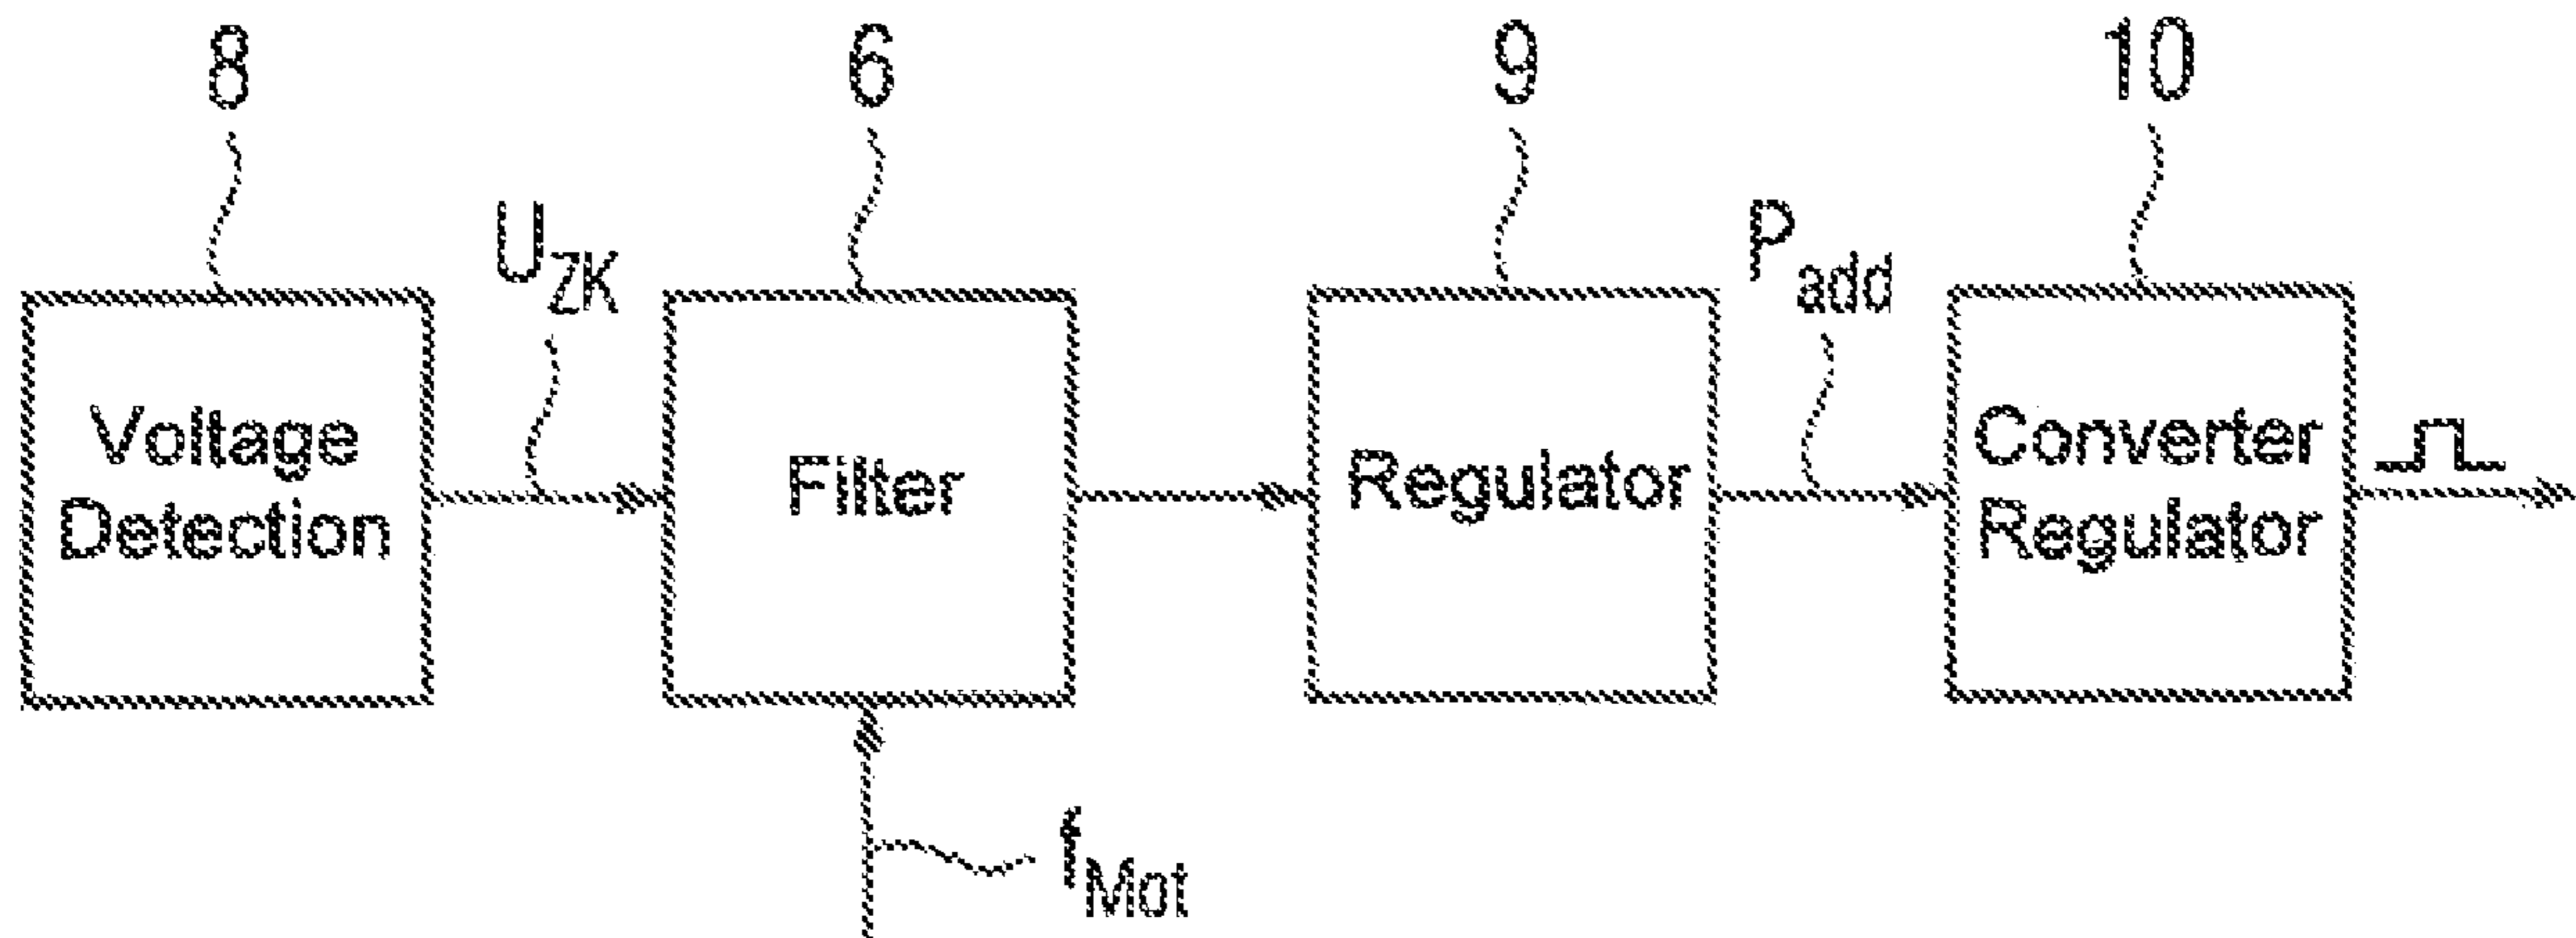 8
6
9
10
U_ZK
P_add
Voltage
Detection
Filter
Regulator
Converter
Regulator
f_Mot